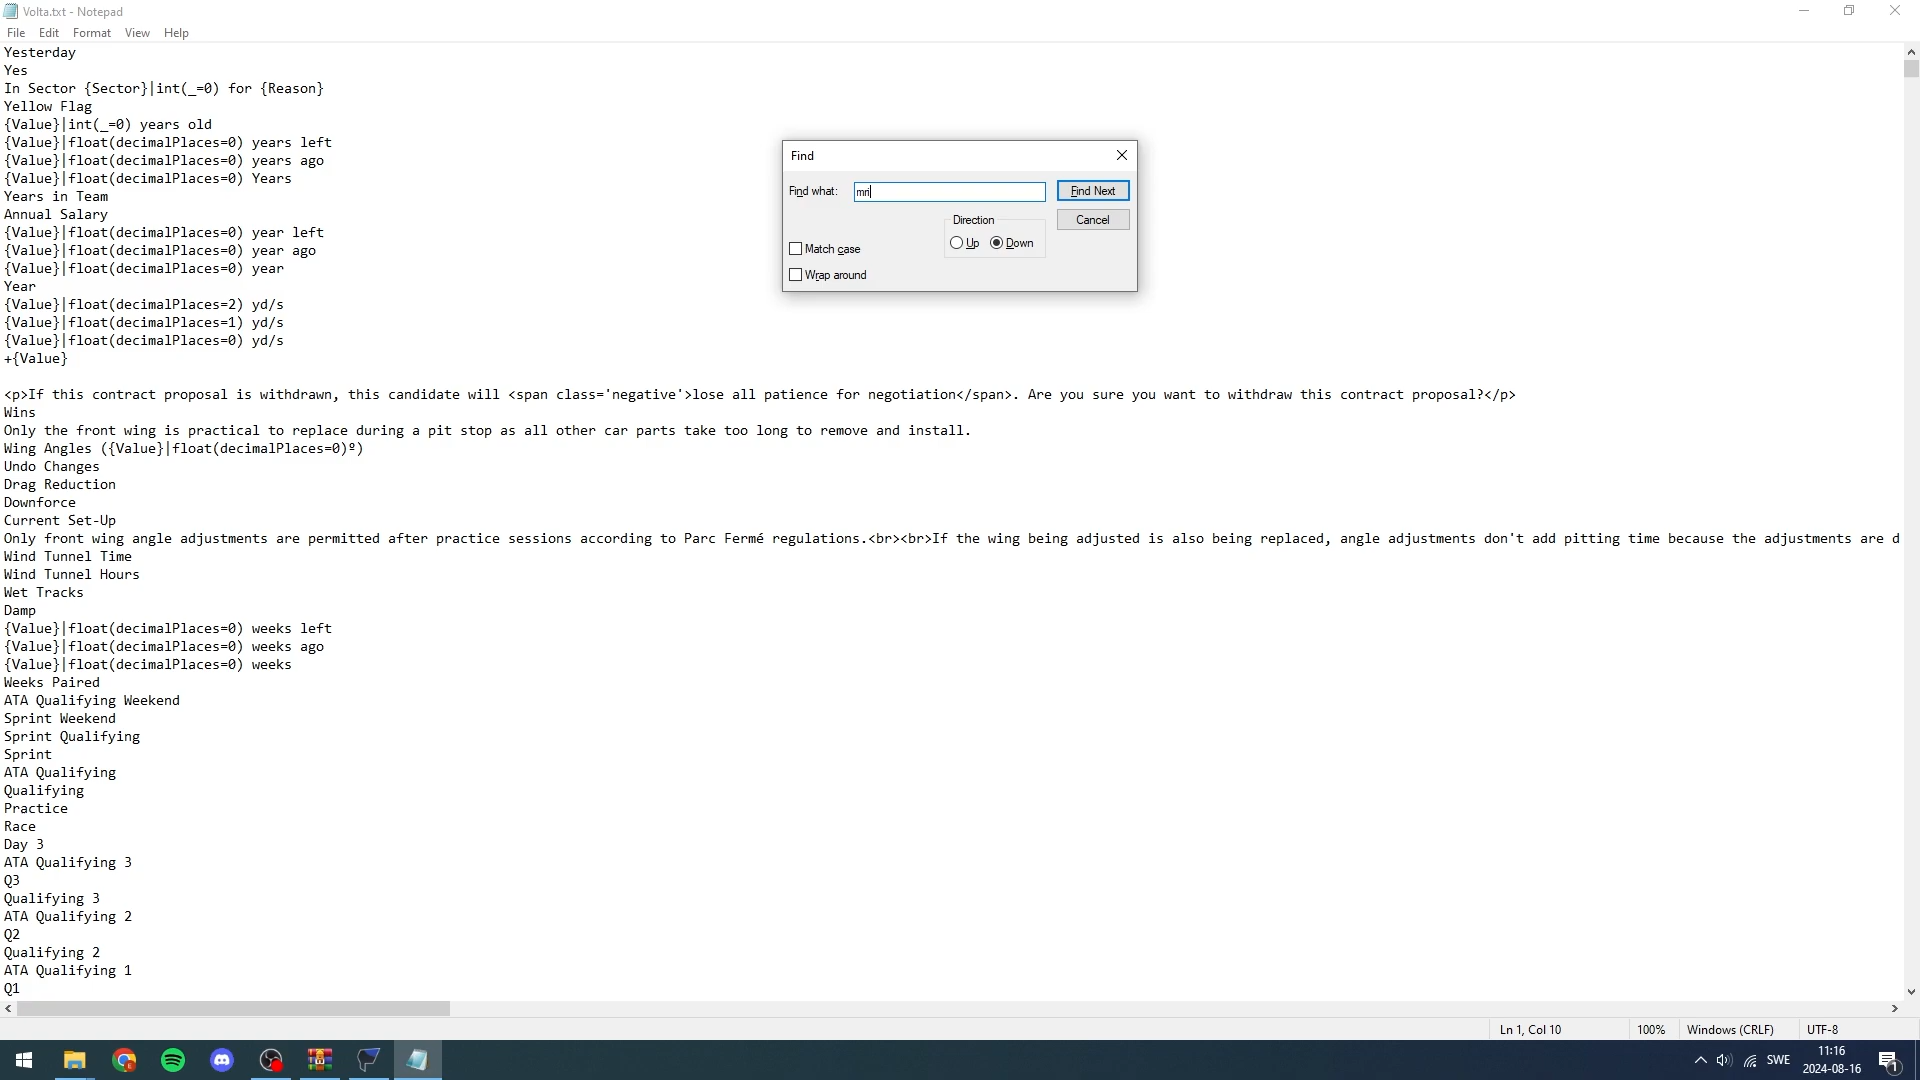 Volta.txt - Notepad
File Edit Format View Help
Yesterday
Yes
In Sector {Sector}|int(_=0) for {Reason}
Yellow Flag
{Value}|int(_=0) years old
{Value}|float(decimalPlaces=0) years left
{Value}|float(decimalPlaces=0) years ago
{Value}|float(decimalPlaces=0) Years
Years in Team
Annual Salary
{Value}|float(decimalPlaces=0) year left
{Value}|float(decimalPlaces=0) year ago
{Value}|float(decimalPlaces=0) year
Year
{Value}|float(decimalPlaces=2) yd/s
{Value}|float(decimalPlaces=1) yd/s
{Value}|float(decimalPlaces=0) yd/s
+{Value}
<p>If this contract proposal is withdrawn, this candidate will <span class='negative'>lose all patience for negotiation</span>. Are you sure you want to withdraw this contract proposal?</p>
Wins
Only the front wing is practical to replace during a pit stop as all other car parts take too long to remove and install.
Wing Angles ({Value}|float(decimalPlaces=0)º)
Undo Changes
Drag Reduction
Downforce
Current Set-Up
Only front wing angle adjustments are permitted after practice sessions according to Parc Fermé regulations.<br><br>If the wing being adjusted is also being replaced, angle adjustments don't add pitting time because the adjustments are d
Wind Tunnel Time
Wind Tunnel Hours
Wet Tracks
Damp
{Value}|float(decimalPlaces=0) weeks left
{Value}|float(decimalPlaces=0) weeks ago
{Value}|float(decimalPlaces=0) weeks
Weeks Paired
ATA Qualifying Weekend
Sprint Weekend
Sprint Qualifying
Sprint
ATA Qualifying
Qualifying
Practice
Race
Day 3
ATA Qualifying 3
Q3
Qualifying 3
ATA Qualifying 2
Q2
Qualifying 2
ATA Qualifying 1
Q1
Find
Find what: mri Find Next
Direction Cancel
Up Down
Match case
Wrap around
Ln 1, Col 10 100% Windows (CRLF) UTF-8
SWE
11:16
2024-08-16
1